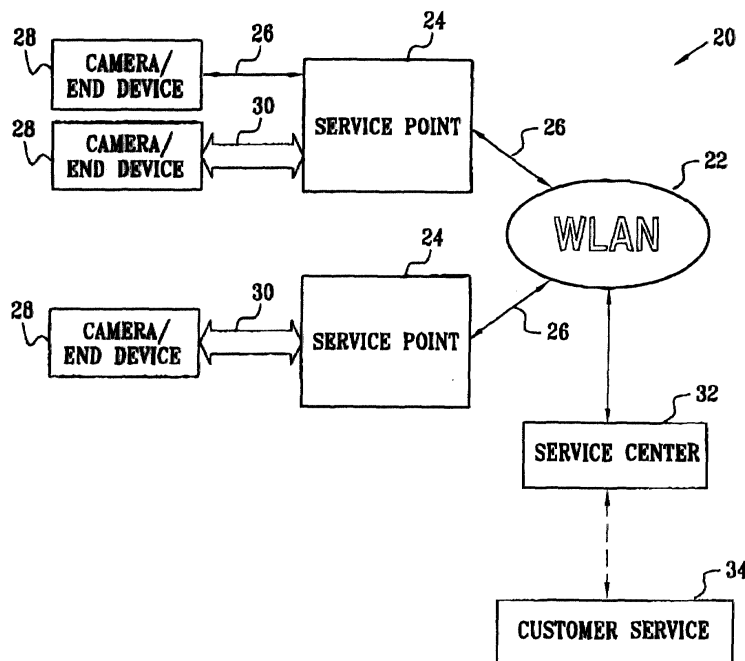 28
CAMERA/
END DEVICE
26
24
SERVICE POINT
20
28
CAMERA/
END DEVICE
30
26
22
WLAN
24
SERVICE POINT
28
CAMERA/
END DEVICE
30
26
32
SERVICE CENTER
34
CUSTOMER SERVICE